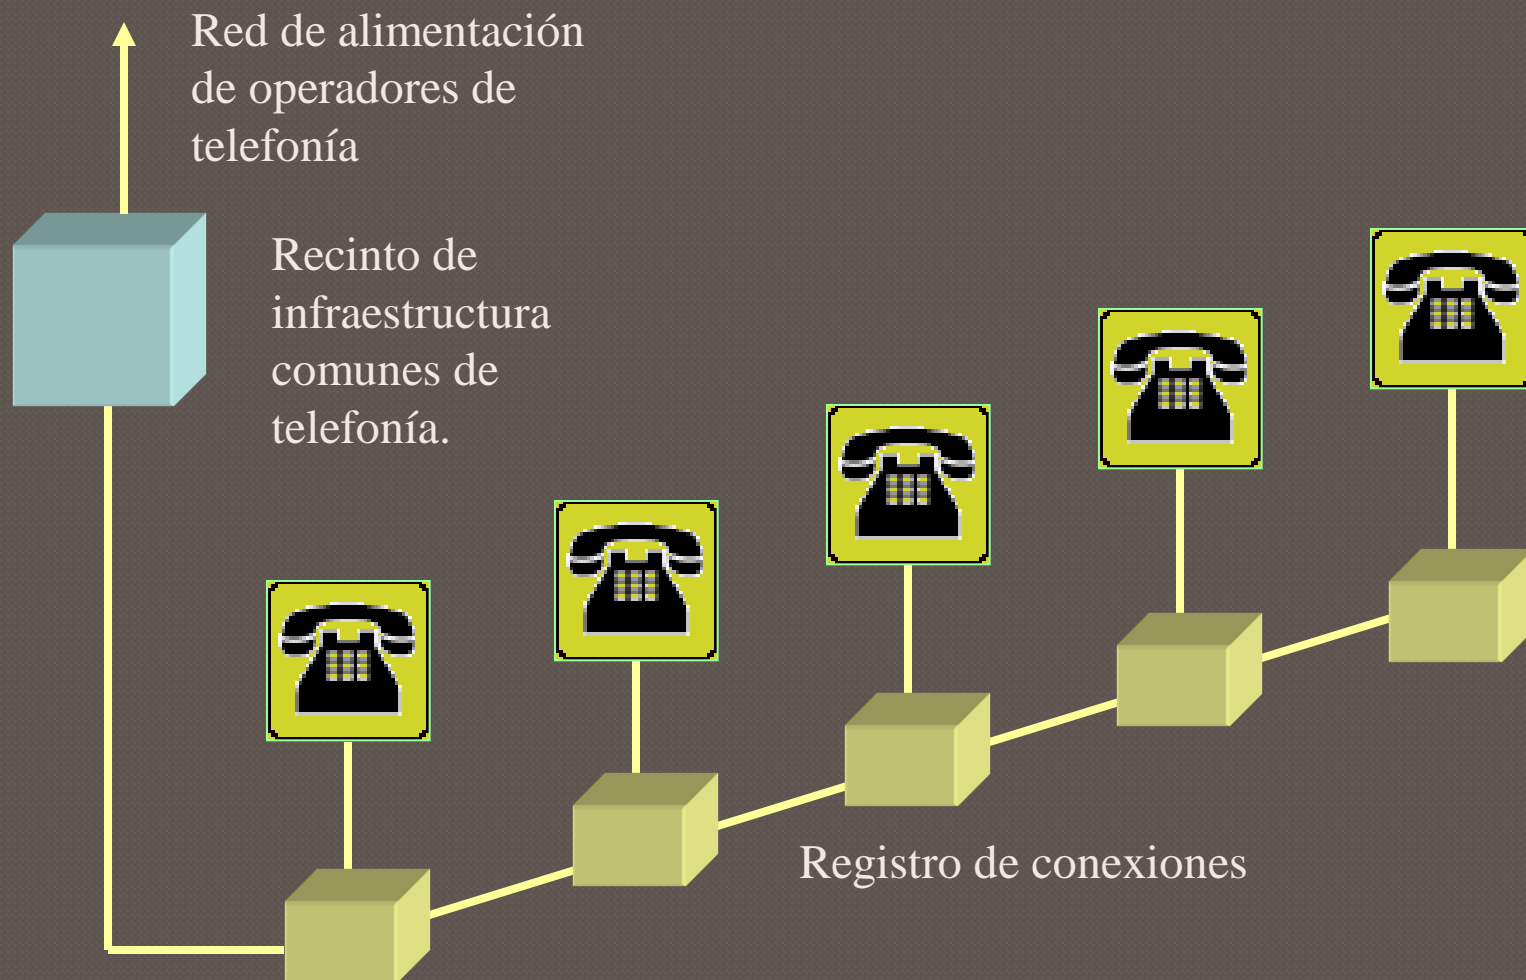 Red de alimentación
de operadores de
telefonía
Recinto de
infraestructura
comunes de
telefonía.
Registro de conexiones